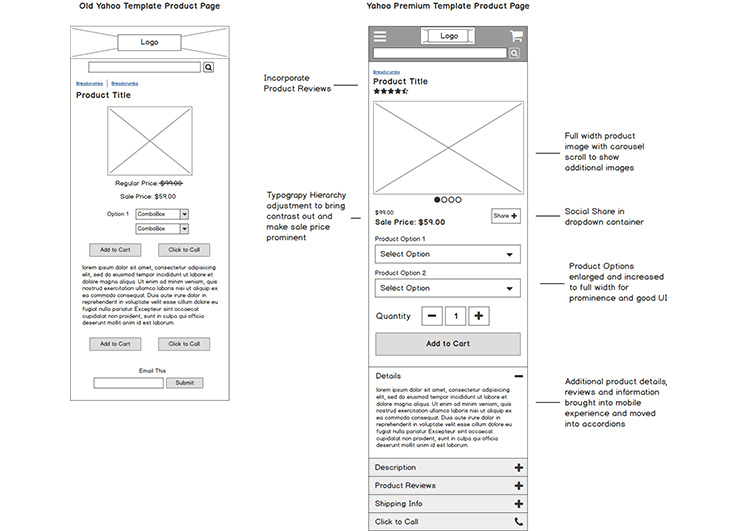 Old Yahoo Template Product Page
Logo
Breadcrumbs
Breadcrumbs
Product Title
Regular Price: $99.00
Sale Price: $59.00
Option 1
ComboBox
ComboBox
Add to Cart
Click to Call
lorem ipsum dolor sit amet, consectetur adipisicing
elit, sed do eiusmod tempor incididunt ut labore et
dolore magna aliqua. Ut enim ad minim veniam, quis
nostrud exercitation ullamco laboris nisi ut aliquip ex
ea commodo consequat. Duis aute irure dolor in
reprehenderit in voluptate velit esse cillum dolore eu
fugiat nulla pariatur. Excepteur sint occaecat
cupidatat non proident, sunt in culpa qui officia
deserunt mollit anim id est laborum.
Add to Cart
Click to Call
Email This
Submit
Yahoo Premium Template Product Page
Logo
Breadcrumbs
Product Title
$99.00
Sale Price: $59.00
Share +
Product Option 1
Select Option
Product Option 2
Select Option
Quantity
1
Add to Cart
Details
lorem ipsum dolor sit amet, consectetur adipisicing
elit, sed do eiusmod tempor incididunt ut labore et
dolore magna aliqua. Ut enim ad minim veniam, quis
nostrud exercitation ullamco laboris nisi ut aliquip ex
ea commodo consequat. Duis aute irure dolor in
reprehenderit in voluptate velit esse cillum dolore eu
fugiat nulla pariatur. Excepteur sint occaecat
cupidatat non proident, sunt in culpa qui officia
deserunt mollit anim id est laborum.
Description
Product Reviews
Shipping Info
Click to Call
Incorporate
Product Reviews
Typograpy Hierarchy
adjustment to bring
contrast out and
make sale price
prominent
Full width product
image with carousel
scroll to show
additional images
Social Share in
dropdown container
Product Options
enlarged and increased
to full width for
prominence and good UI
Additional product details,
reviews and information
brought into mobile
experience and moved
into accordions